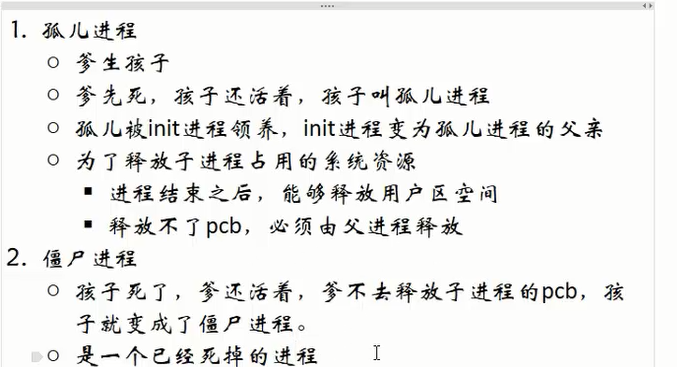 1. 孤儿进程
○ 爹生孩子
○ 爹先死，孩子还活着，孩子叫孤儿进程
○ 孤儿被init进程领养，init进程变为孤儿进程的父亲
○ 为了释放子进程占用的系统资源
▪ 进程结束之后，能够释放用户区空间
▪ 释放不了pcb，必须由父进程释放
2. 僵尸进程
○ 孩子死了，爹还活着，爹不去释放子进程的pcb，孩
子就变成了僵尸进程。
○ 是一个已经死掉的进程